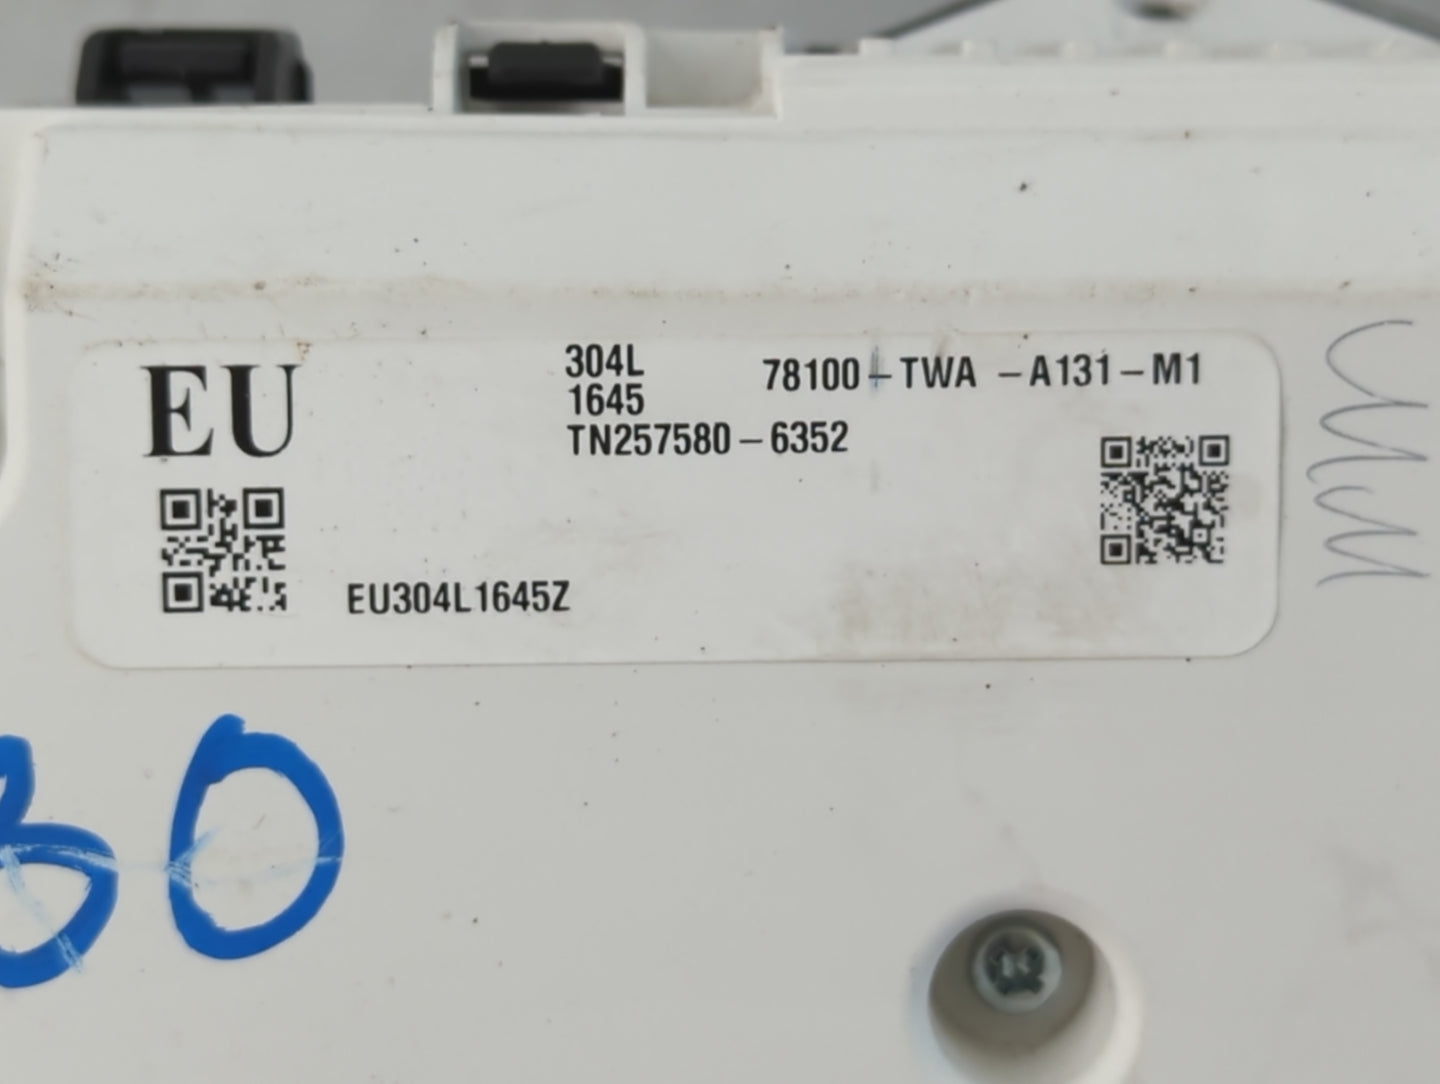 EU
304L
1645
TN257580-6352
78100-TWA -A131-M1
EU304L1645Z
30